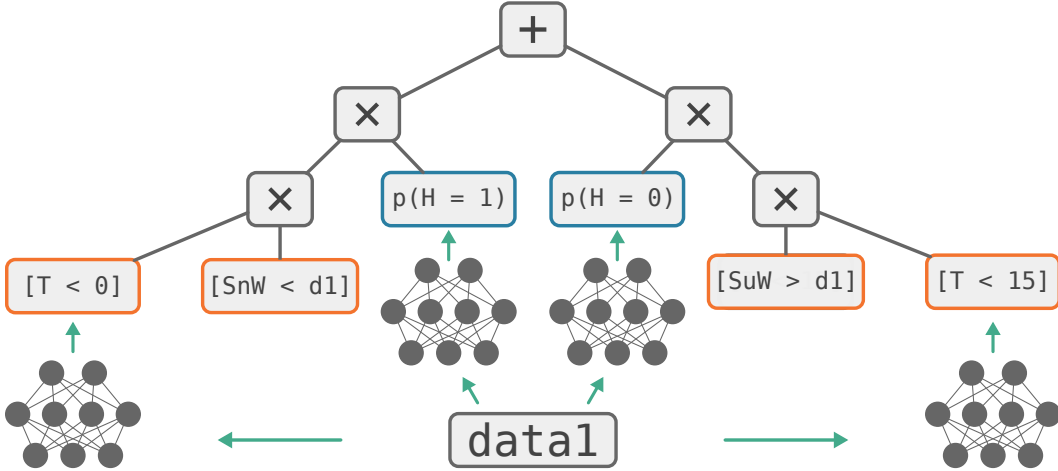 +
×
×
×
p(H = 1)
p(H = 0)
×
[T < 0]
[SnW < d1]
[SuW > d1]
[T < 15]
data1